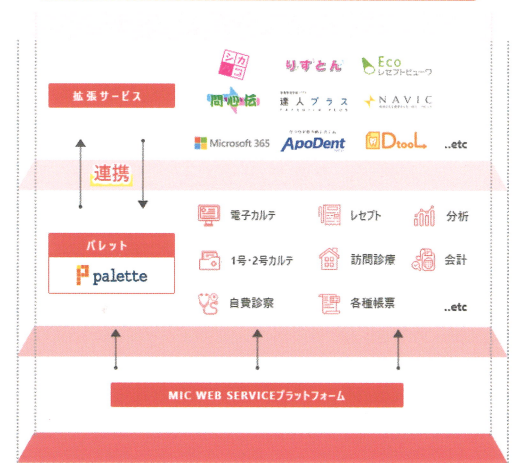 シカコ
りすとん
Eco
レセプトビューワ
拡張サービス
問心伝
達人プラス
NAVIC
Microsoft 365
ApoDent
DtooL
..etc
連携
電子カルテ
レセプト
分析
パレット
palette
1号・2号カルテ
訪問診療
会計
自費診察
各種帳票
..etc
MIC WEB SERVICEプラットフォーム